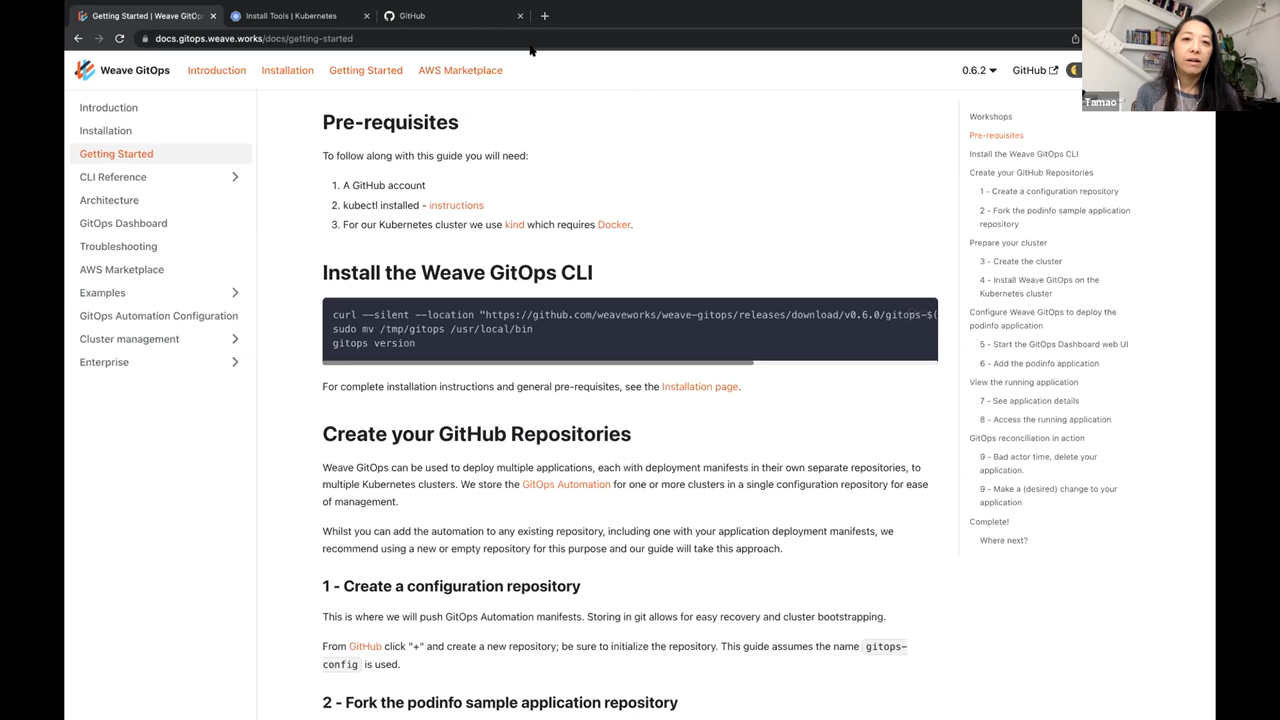 Getting Started | Weave GitOp
Install Tools | Kubernetes
GitHub
docs.gitops.weave.works/docs/getting-started
Weave GitOps
Introduction
Installation
Getting Started
AWS Marketplace
0.6.2
GitHub
Tamao
Introduction
Installation
Getting Started
CLI Reference
Architecture
GitOps Dashboard
Troubleshooting
AWS Marketplace
Examples
GitOps Automation Configuration
Cluster management
Enterprise
Pre-requisites
To follow along with this guide you will need:
1. A GitHub account
2. kubectl installed - instructions
3. For our Kubernetes cluster we use kind which requires Docker.
Install the Weave GitOps CLI
curl --silent --location "https://github.com/weaveworks/weave-gitops/releases/download/v0.6.0/gitops-$(
sudo mv /tmp/gitops /usr/local/bin
gitops version
For complete installation instructions and general pre-requisites, see the Installation page.
Create your GitHub Repositories
Weave GitOps can be used to deploy multiple applications, each with deployment manifests in their own separate repositories, to
multiple Kubernetes clusters. We store the GitOps Automation for one or more clusters in a single configuration repository for ease
of management.
Whilst you can add the automation to any existing repository, including one with your application deployment manifests, we
recommend using a new or empty repository for this purpose and our guide will take this approach.
1 - Create a configuration repository
This is where we will push GitOps Automation manifests. Storing in git allows for easy recovery and cluster bootstrapping.
From GitHub click "+" and create a new repository; be sure to initialize the repository. This guide assumes the name gitops-
config is used.
2 - Fork the podinfo sample application repository
Workshops
Pre-requisites
Install the Weave GitOps CLI
Create your GitHub Repositories
1 - Create a configuration repository
2 - Fork the podinfo sample application
repository
Prepare your cluster
3 - Create the cluster
4 - Install Weave GitOps on the
Kubernetes cluster
Configure Weave GitOps to deploy the
podinfo application
5 - Start the GitOps Dashboard web UI
6 - Add the podinfo application
View the running application
7 - See application details
8 - Access the running application
GitOps reconciliation in action
9 - Bad actor time, delete your
application.
9 - Make a (desired) change to your
application
Complete!
Where next?